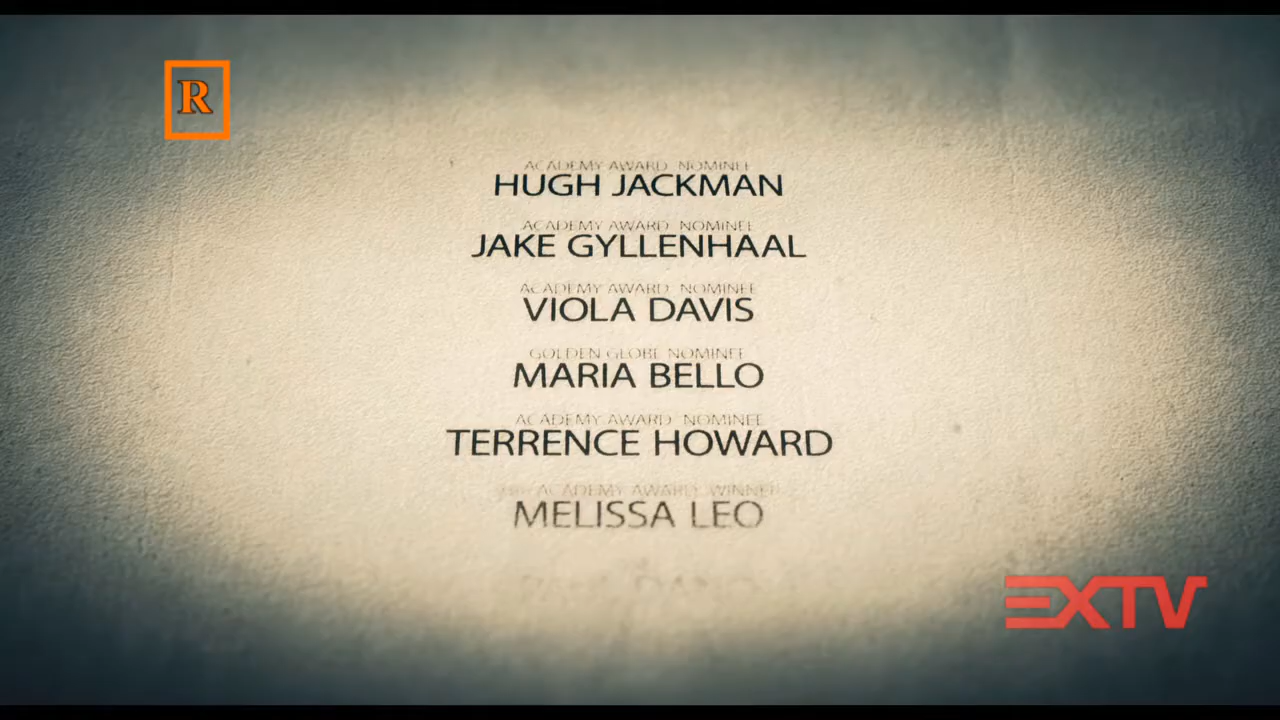 R
ACADEMY AWARD NOMINEE
HUGH JACKMAN
ACADEMY AWARD NOMINEE
JAKE GYLLENHAAL
ACADEMY AWARD NOMINEE
VIOLA DAVIS
GOLDEN GLOBE NOMINEE
MARIA BELLO
ACADEMY AWARD NOMINEE
TERRENCE HOWARD
ACADEMY AWARD WINNER
MELISSA LEO
EXTV